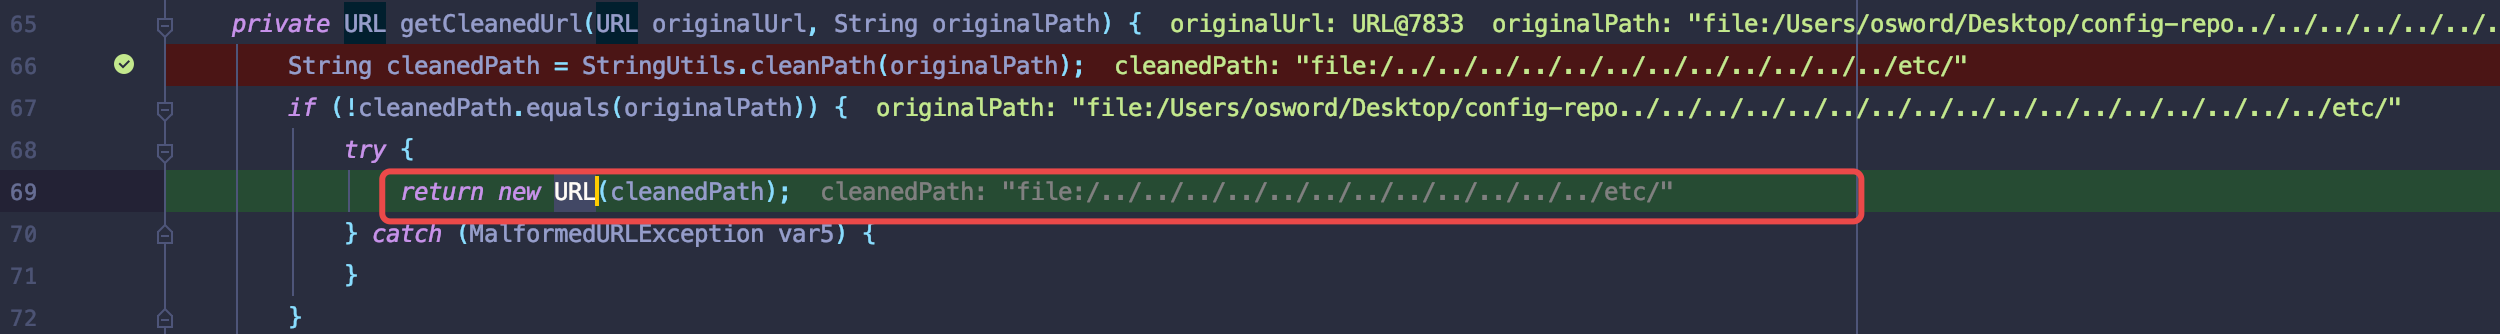 65 private URL getCleanedUrl(URL originalUrl, String originalPath) { originalUrl: URL@7833 originalPath: "file:/Users/osword/Desktop/config-repo../../../../../../.
66 String cleanedPath = StringUtils.cleanPath(originalPath); cleanedPath: "file:/../../../../../../../../../../../../etc/"
67 if (!cleanedPath.equals(originalPath)) { originalPath: "file:/Users/osword/Desktop/config-repo../../../../../../../../../../../../../../../../../etc/"
68 try {
69 return new URL(cleanedPath); cleanedPath: "file:/../../../../../../../../../../../../etc/"
70 } catch (MalformedURLException var5) {
71 }
72 }